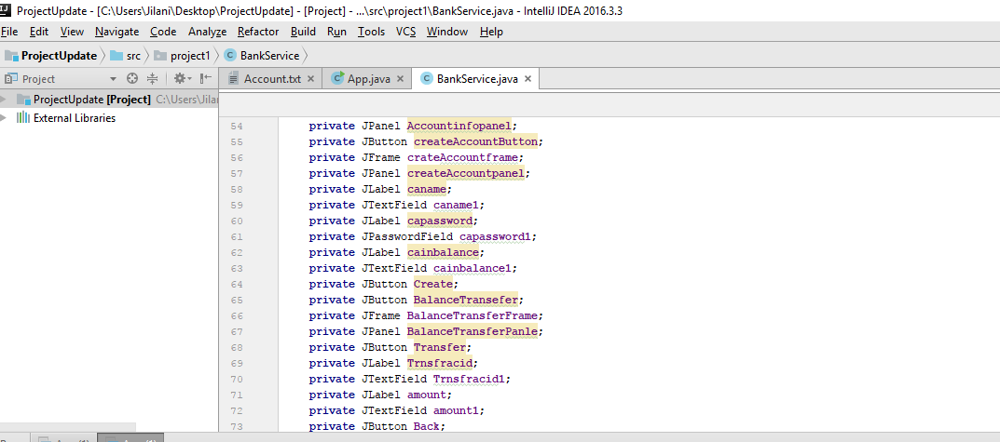 ProjectUpdate - [C:\Users\Jilani\Desktop\ProjectUpdate] - [Project] - ...\src\project1\BankService.java - IntelliJ IDEA 2016.3.3
File Edit View Navigate Code Analyze Refactor Build Run Tools VCS Window Help
ProjectUpdate src project1 BankService
Project Account.txt App.java BankService.java
ProjectUpdate [Project] C:\Users\Jilan
External Libraries
54 private JPanel Accountinfopanel;
55 private JButton createAccountButton;
56 private JFrame crateAccountframe;
57 private JPanel createAccountpanel;
58 private JLabel caname;
59 private JTextField caname1;
60 private JLabel capassword;
61 private JPasswordField capassword1;
62 private JLabel cainbalance;
63 private JTextField cainbalance1;
64 private JButton Create;
65 private JButton BalanceTransefer;
66 private JFrame BalanceTransferFrame;
67 private JPanel BalanceTransferPanle;
68 private JButton Transfer;
69 private JLabel Trnsfracid;
70 private JTextField Trnsfracid1;
71 private JLabel amount;
72 private JTextField amount1;
73 private JButton Back;